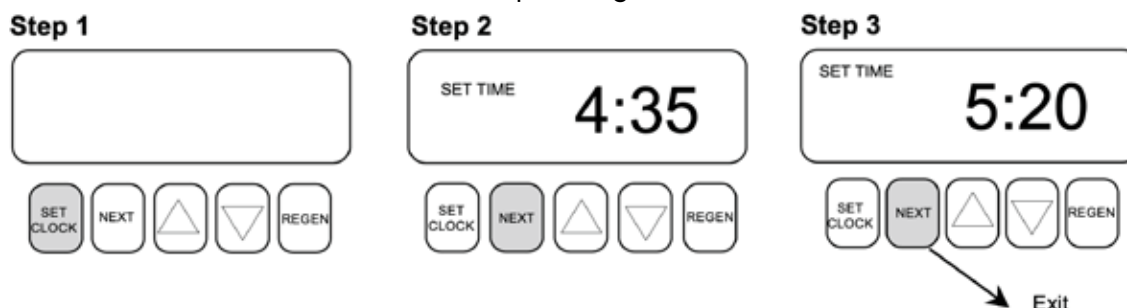 Step 1
SET
CLOCK
NEXT
REGEN
Step 2
SET TIME
4:35
SET
CLOCK
NEXT
REGEN
Step 3
SET TIME
5:20
SET
CLOCK
NEXT
REGEN
Exit